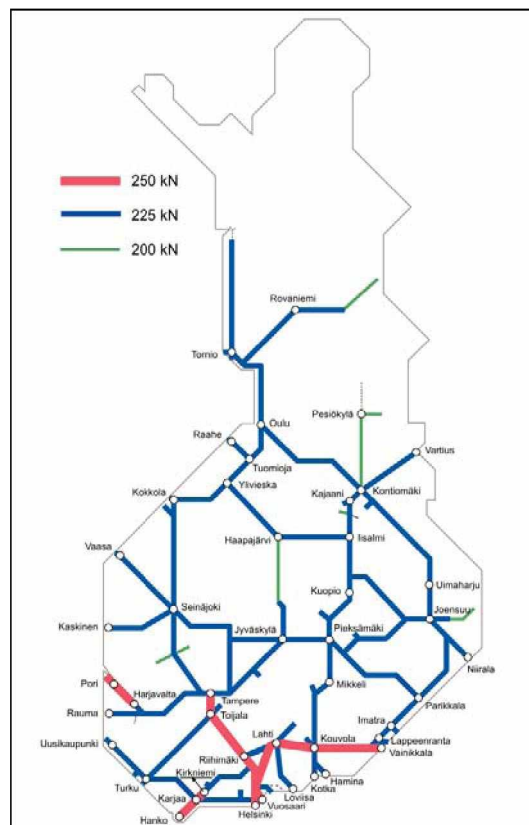 250 kN
225 kN
200 kN
Rovaniemi
Tornio
Oulu
Pesiökylä
Raahe
Tuomioja
Vartius
Ylivieska
Kajaani
Kontiomäki
Kokkola
Haapajärvi
Iisalmi
Vaasa
Uimaharju
Kuopio
Seinäjoki
Joensuu
Kaskinen
Jyväskylä
Pieksämäki
Niirala
Pori
Mikkeli
Harjavalta
Tampere
Parikkala
Rauma
Toijala
Imatra
Lahti
Kouvola
Lappeenranta
Uusikaupunki
Vainikkala
Riihimäki
Kirkniemi
Turku
Hamina
Karjaa
Loviisa
Kotka
Vuosaari
Helsinki
Hanko